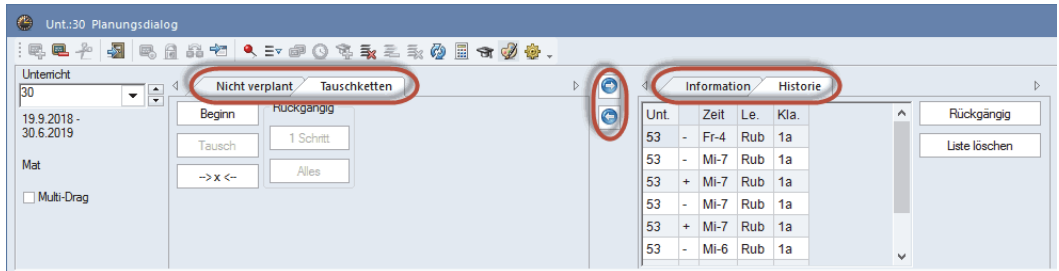 Unt.:30 Planungsdialog
Unterricht
30
19.9.2018 -
30.6.2019
Mat
Multi-Drag
Nicht verplant
Tauschketten
Beginn
Tausch
--> x <--
Rückgängig
1 Schritt
Alles
Information
Historie
Unt. Zeit Le. Kla.
53 - Fr-4 Rub 1a
53 - Mi-7 Rub 1a
53 + Mi-7 Rub 1a
53 - Mi-7 Rub 1a
53 + Mi-7 Rub 1a
53 - Mi-6 Rub 1a
Rückgängig
Liste löschen